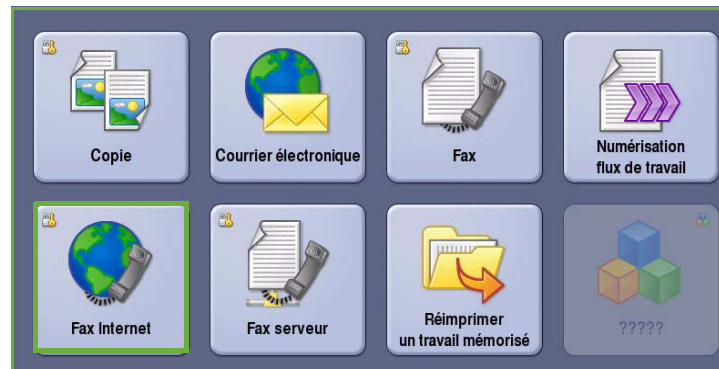 Copie
Courrier électronique
Fax
Numérisation
flux de travail
Fax Internet
Fax serveur
Réimprimer
un travail mémorisé
?????